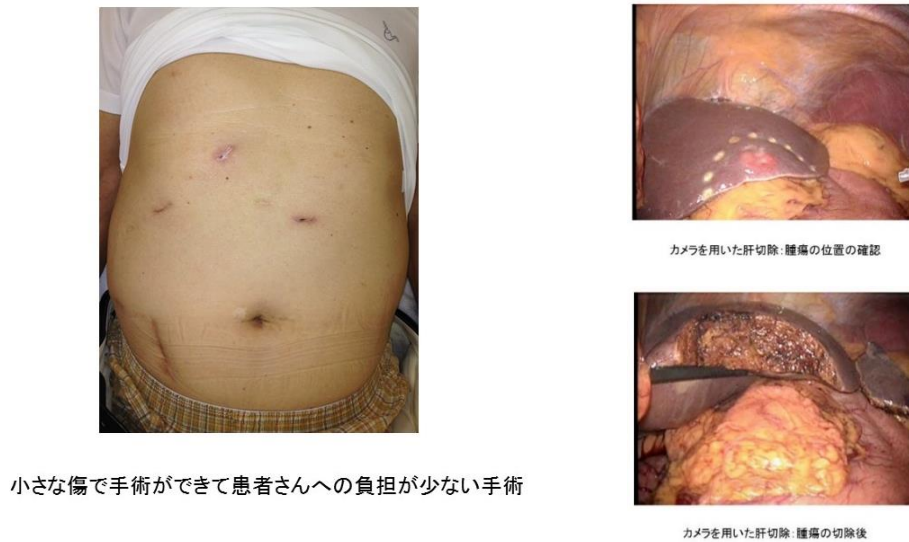 カメラを用いた肝切除:腫瘍の位置の確認
小さな傷で手術ができて患者さんへの負担が少ない手術
カメラを用いた肝切除:腫瘍の切除後